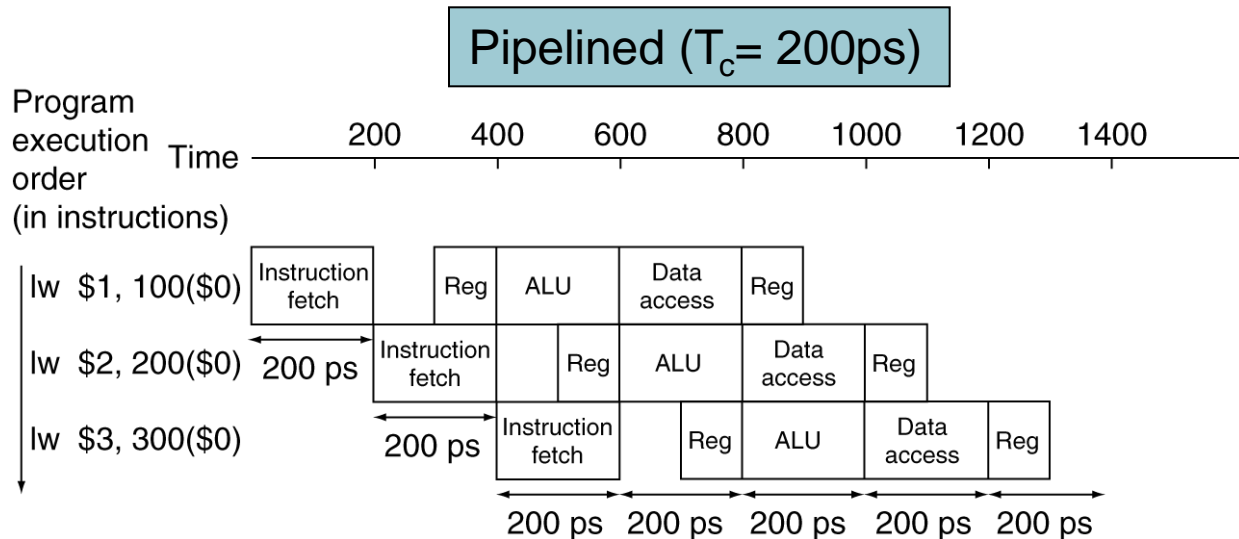 Pipelined (Tc= 200ps)
Program
execution
order
(in instructions)
Time
200 400 600 800 1000 1200 1400
lw $1, 100($0)
Instruction
fetch
Reg
ALU
Data
access
Reg
lw $2, 200($0)
200 ps
Instruction
fetch
Reg
ALU
Data
access
Reg
lw $3, 300($0)
200 ps
Instruction
fetch
Reg
ALU
Data
access
Reg
200 ps 200 ps 200 ps 200 ps 200 ps